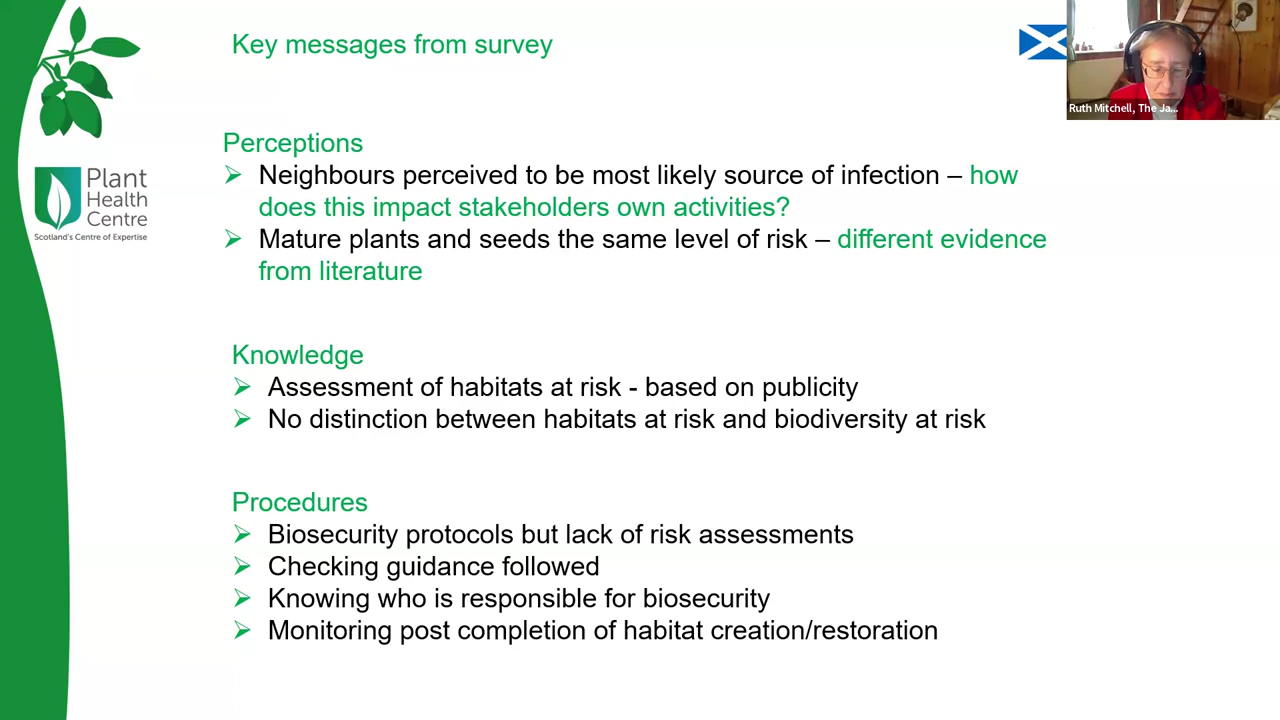 Key messages from survey
Ruth Mitchell, The Ja...
Perceptions
Neighbours perceived to be most likely source of infection – how
does this impact stakeholders own activities?
Mature plants and seeds the same level of risk – different evidence
from literature
Plant
Health
Centre
Scotland's Centre of Expertise
Knowledge
Assessment of habitats at risk - based on publicity
No distinction between habitats at risk and biodiversity at risk
Procedures
Biosecurity protocols but lack of risk assessments
Checking guidance followed
Knowing who is responsible for biosecurity
Monitoring post completion of habitat creation/restoration